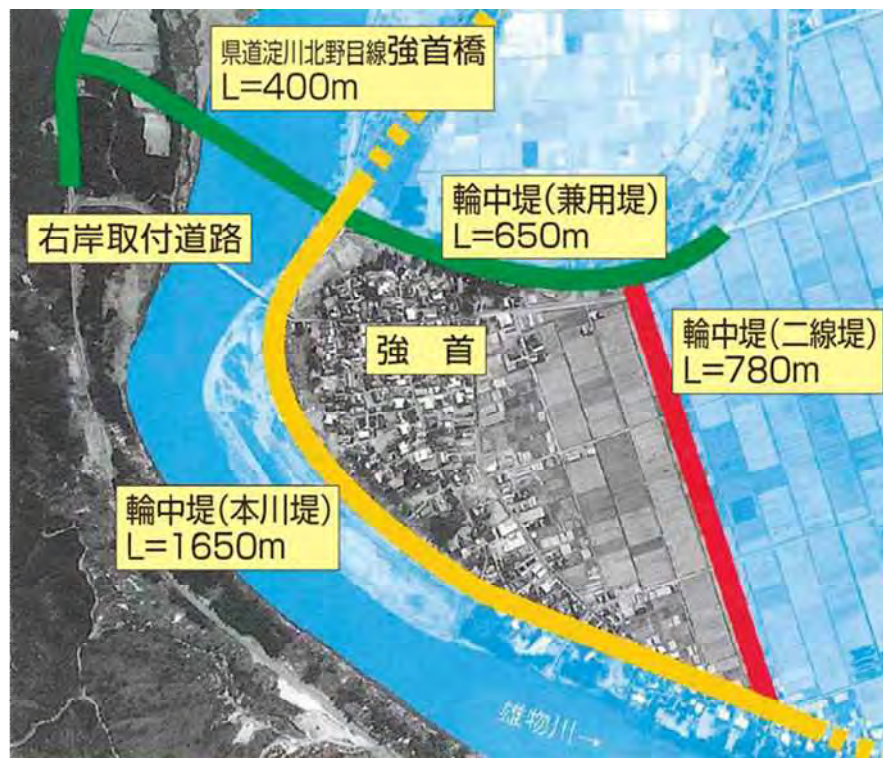 県道淀川北野目線強首橋
L=400m
輪中堤(兼用堤)
L=650m
右岸取付道路
輪中堤(二線堤)
L=780m
強 首
輪中堤(本川堤)
L=1650m
雄物川→